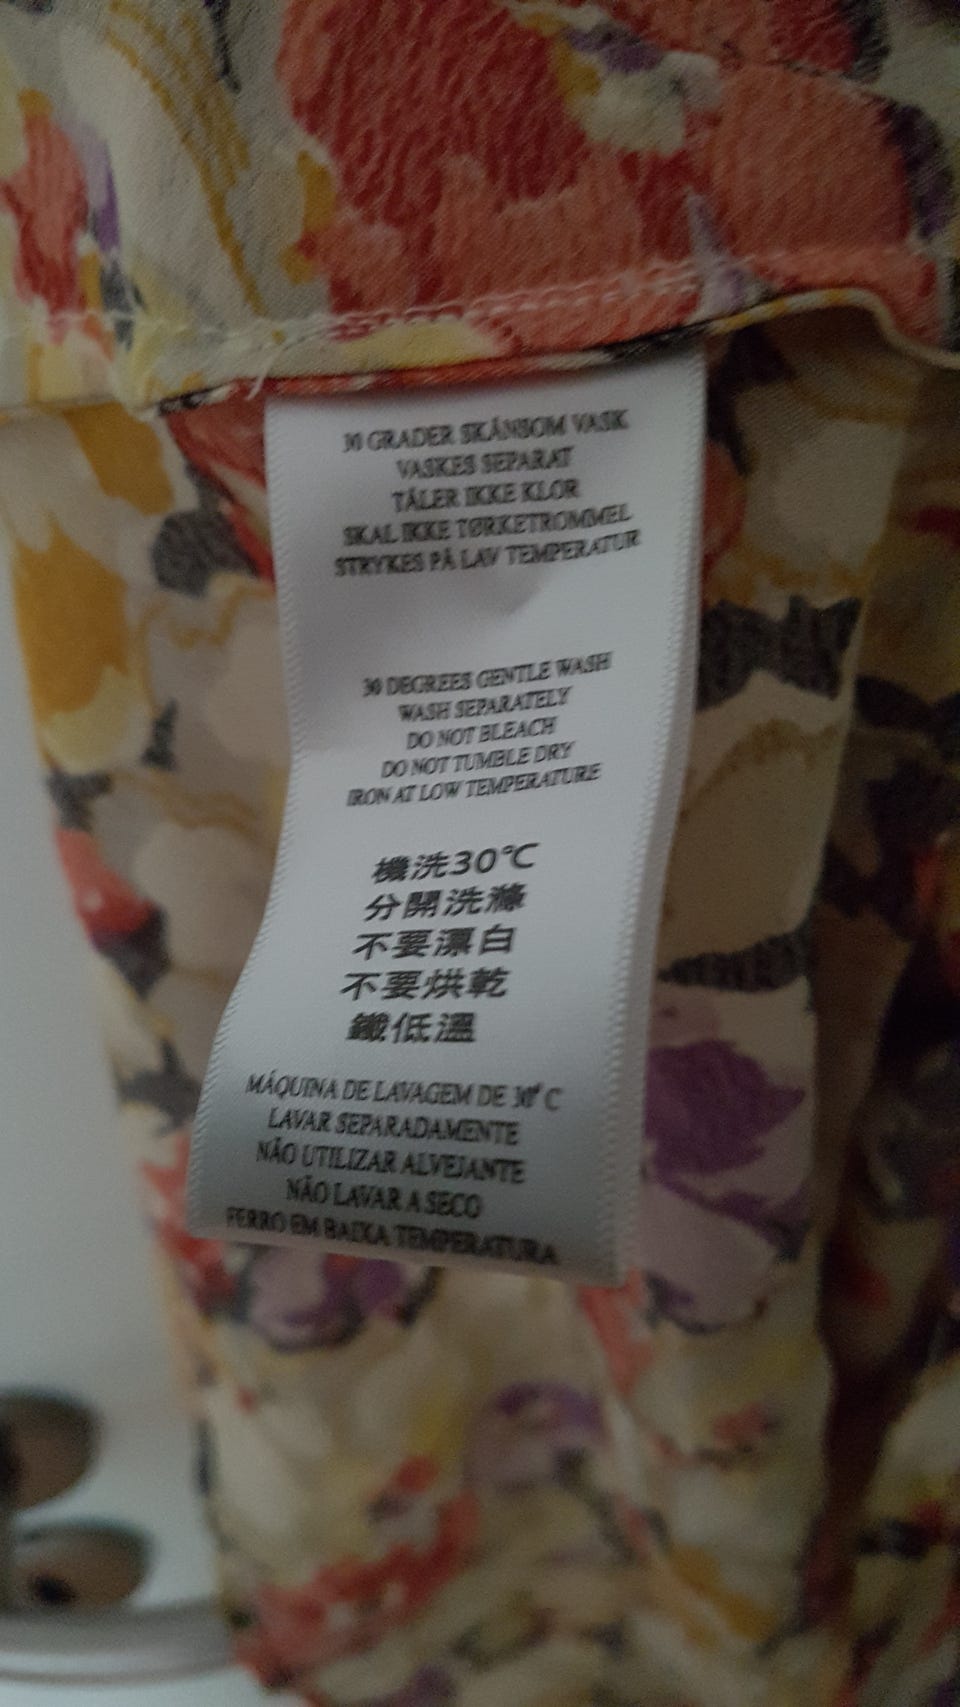 30 GRADER SKÅNSOM VASK
VASKES SEPARAT
TÅLER IKKE KLOR
SKAL IKKE TØRKETROMMEL
STRYKES PÅ LAV TEMPERATUR
30 DEGREES GENTLE WASH
WASH SEPARATELY
DO NOT BLEACH
DO NOT TUMBLE DRY
IRON AT LOW TEMPERATURE
機洗30℃
分開洗滌
不要漂白
不要烘乾
鐵低溫
MÁQUINA DE LAVAGEM DE 30º C
LAVAR SEPARADAMENTE
NÃO UTILIZAR ALVEJANTE
NÃO LAVAR A SECO
FERRO EM BAIXA TEMPERATURA